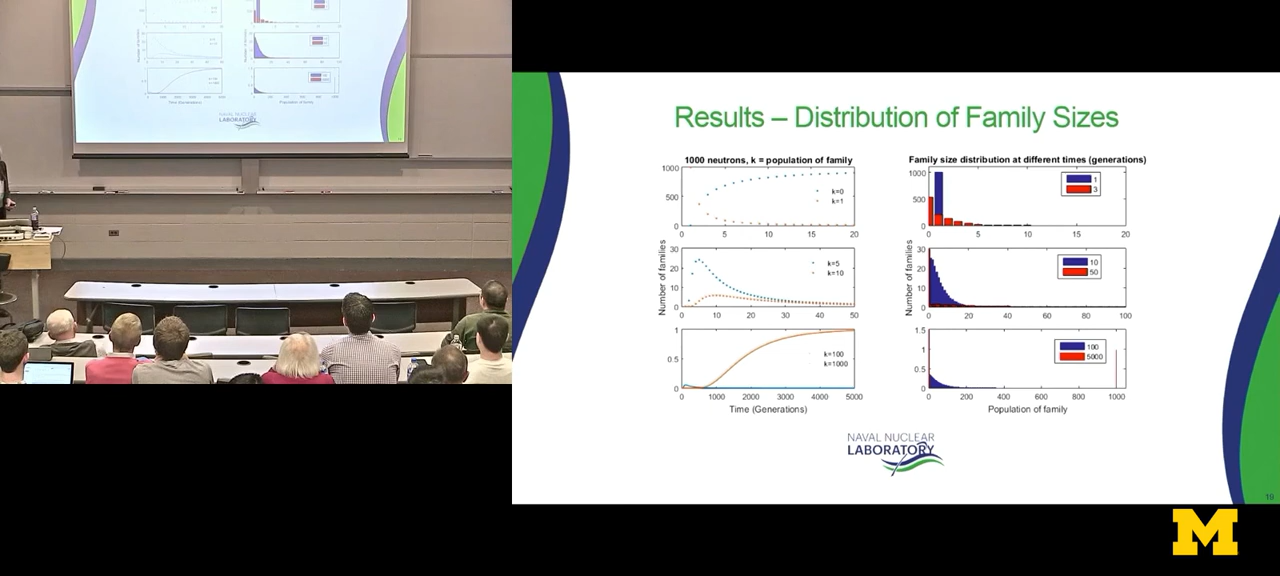 Results – Distribution of Family Sizes
1000 neutrons, k = population of family
1000
500
0
k=0
k=1
0 5 10 15 20
Number of families
30
20
10
0
k=5
k=10
0 10 20 30 40 50
1
0.5
0
k=100
k=1000
0 1000 2000 3000 4000 5000
Time (Generations)
Family size distribution at different times (generations)
1000
500
0
1
3
0 5 10 15 20
Number of families
30
20
10
0
10
50
0 20 40 60 80 100
1.5
1
0.5
0
100
5000
0 200 400 600 800 1000
Population of family
NAVAL NUCLEAR
LABORATORY
19
M